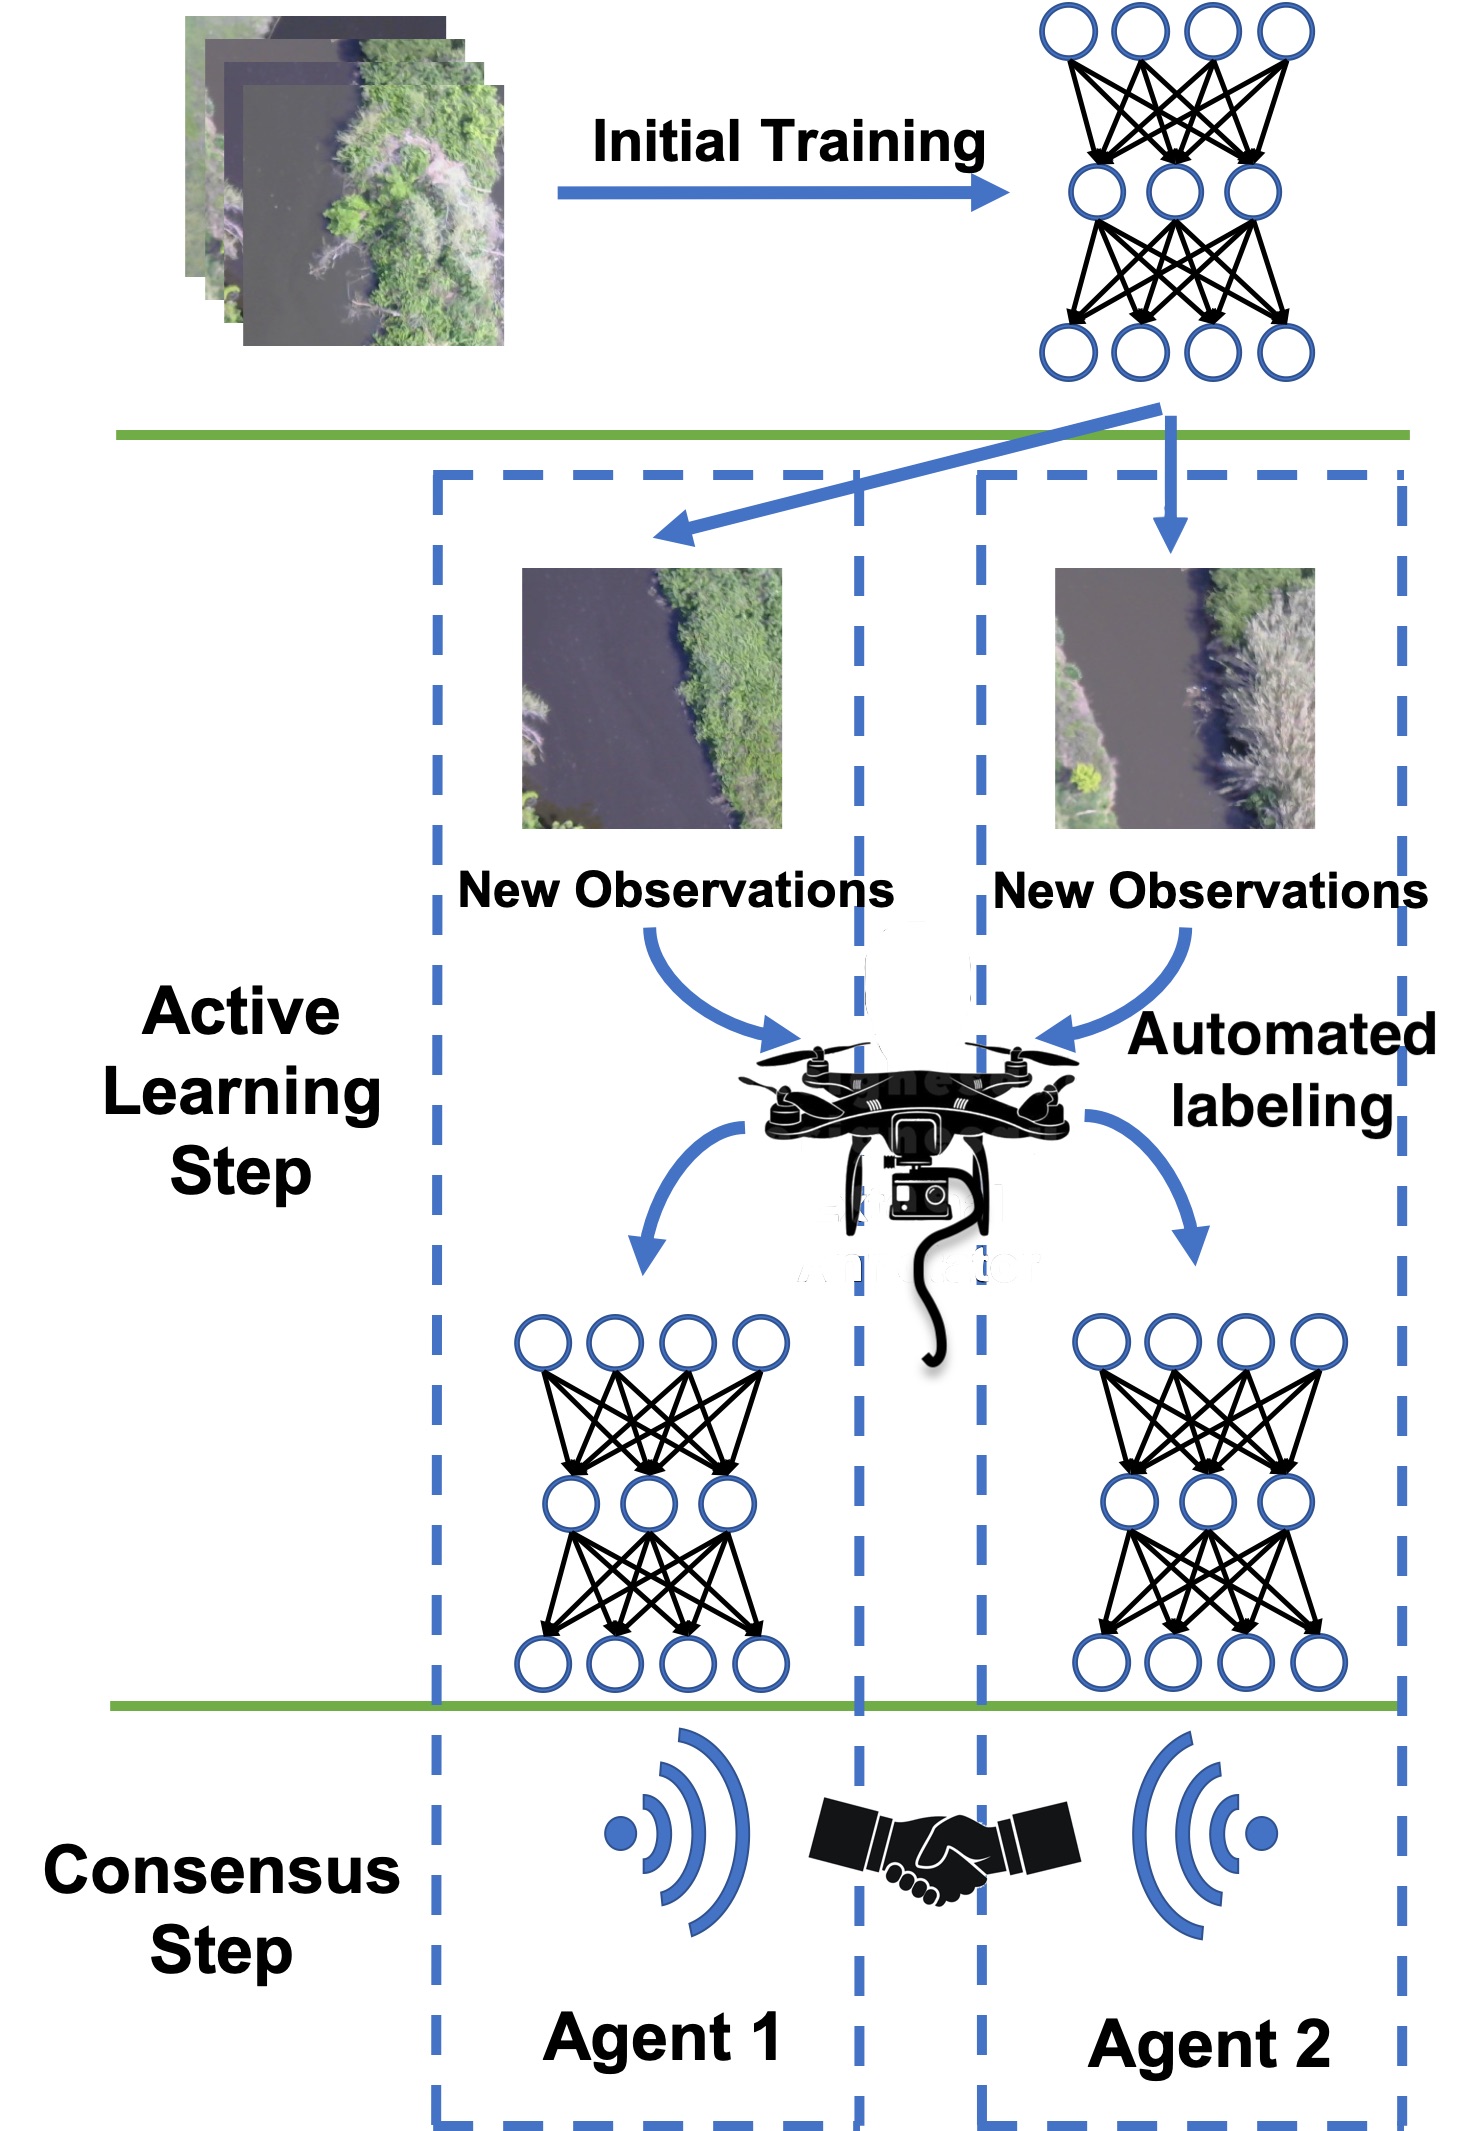 Initial Training
New Observations
New Observations
Active
Learning
Step
Automated
labeling
Consensus
Step
Agent 1
Agent 2